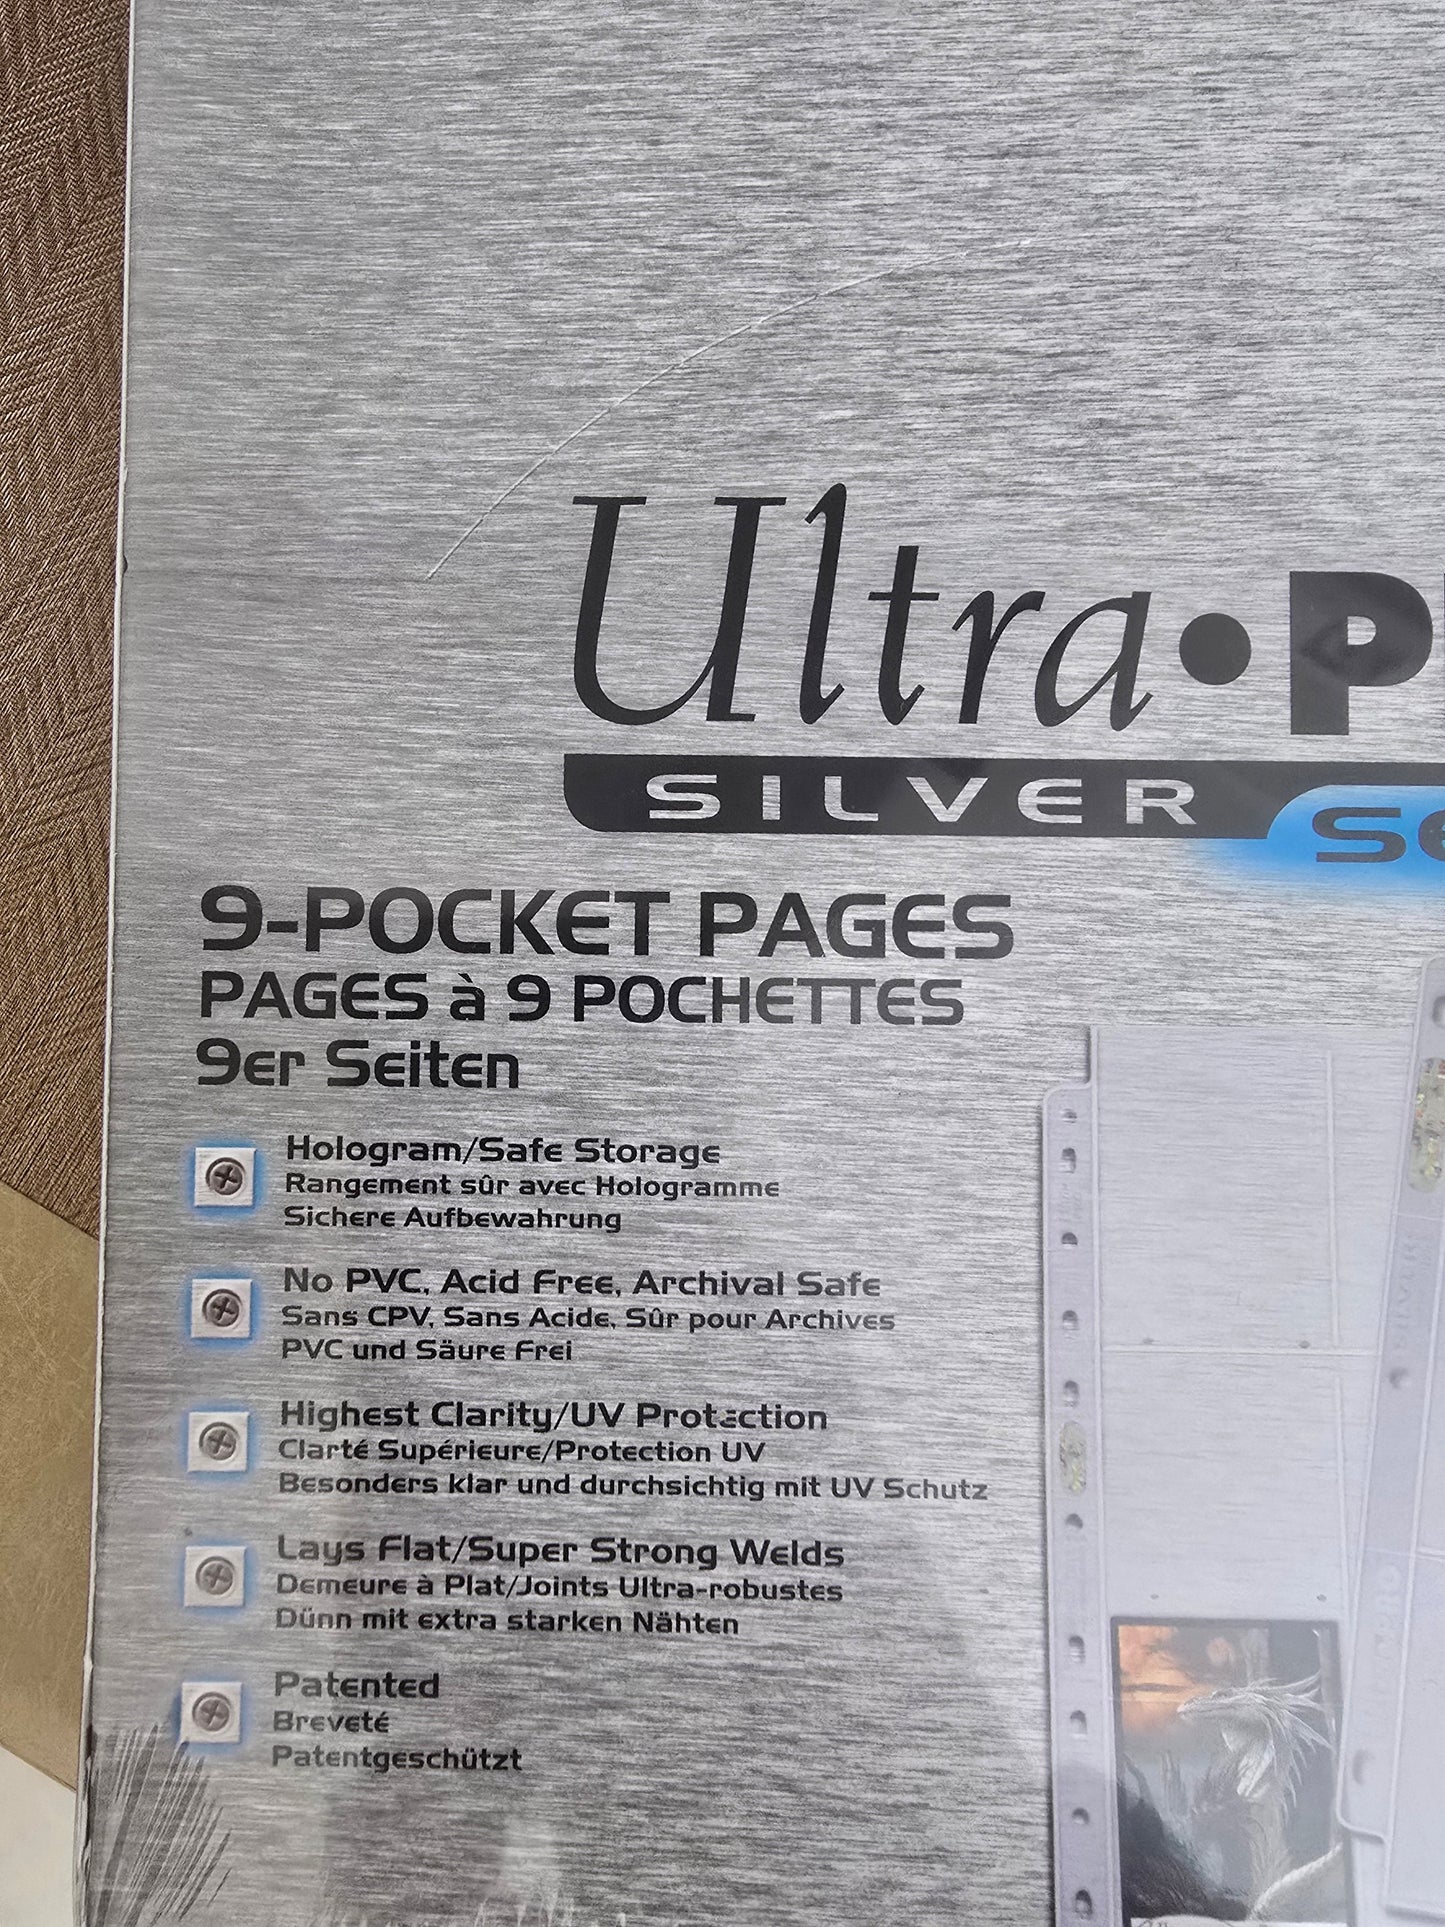 Ultra•P
SILVER Se
9-POCKET PAGES
PAGES à 9 POCHETTES
9er Seiten
Hologram/Safe Storage
Rangement sûr avec Hologramme
Sichere Aufbewahrung
No PVC, Acid Free, Archival Safe
Sans CPV, Sans Acide, Sûr pour Archives
PVC und Säure Frei
Highest Clarity/UV Protection
Clarté Supérieure/Protection UV
Besonders klar und durchsichtig mit UV Schutz
Lays Flat/Super Strong Welds
Demeure à Plat/Joints Ultra-robustes
Dünn mit extra starken Nähten
Patented
Breveté
Patentgeschützt